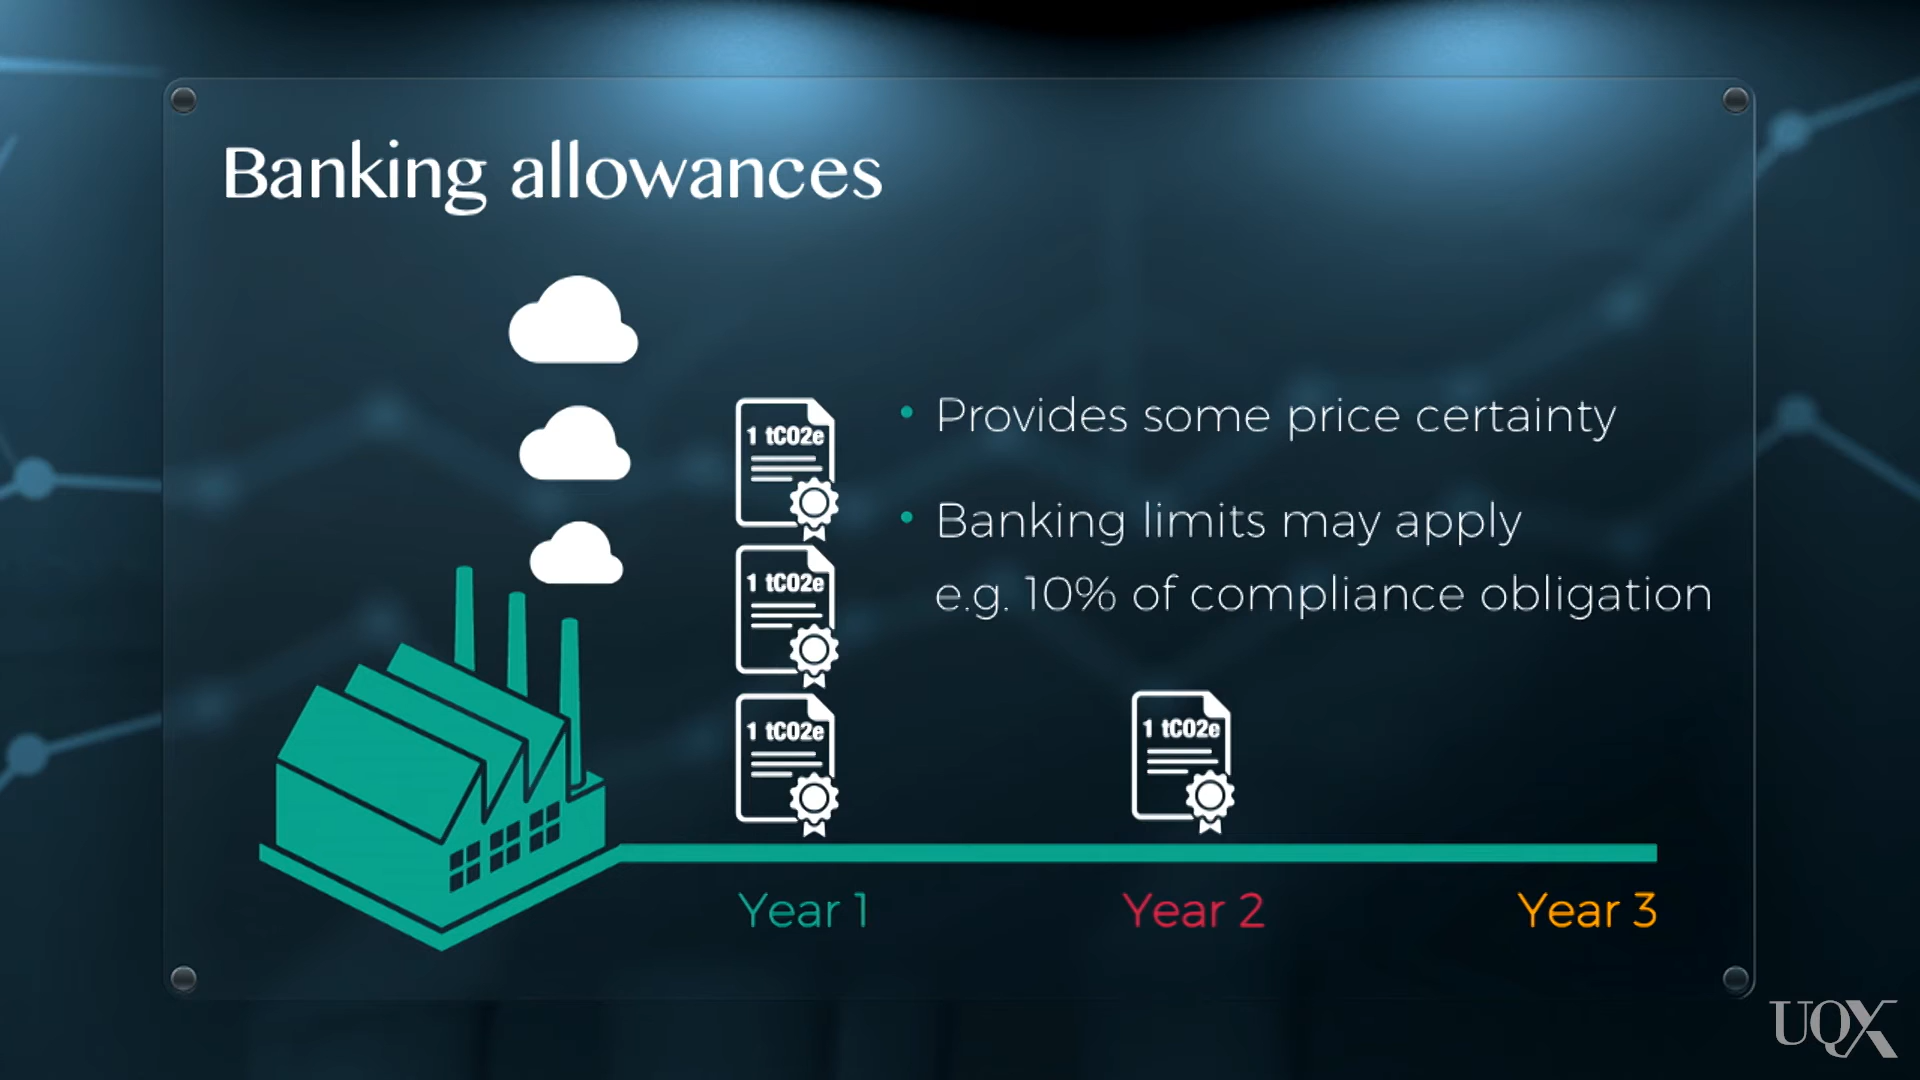 Banking allowances
1 tCO2e
• Provides some price certainty
• Banking limits may apply
1 tCO2e
e.g. 10% of compliance obligation
1 tCO2e
1 tCO2e
Year 1
Year 2
Year 3
UQX